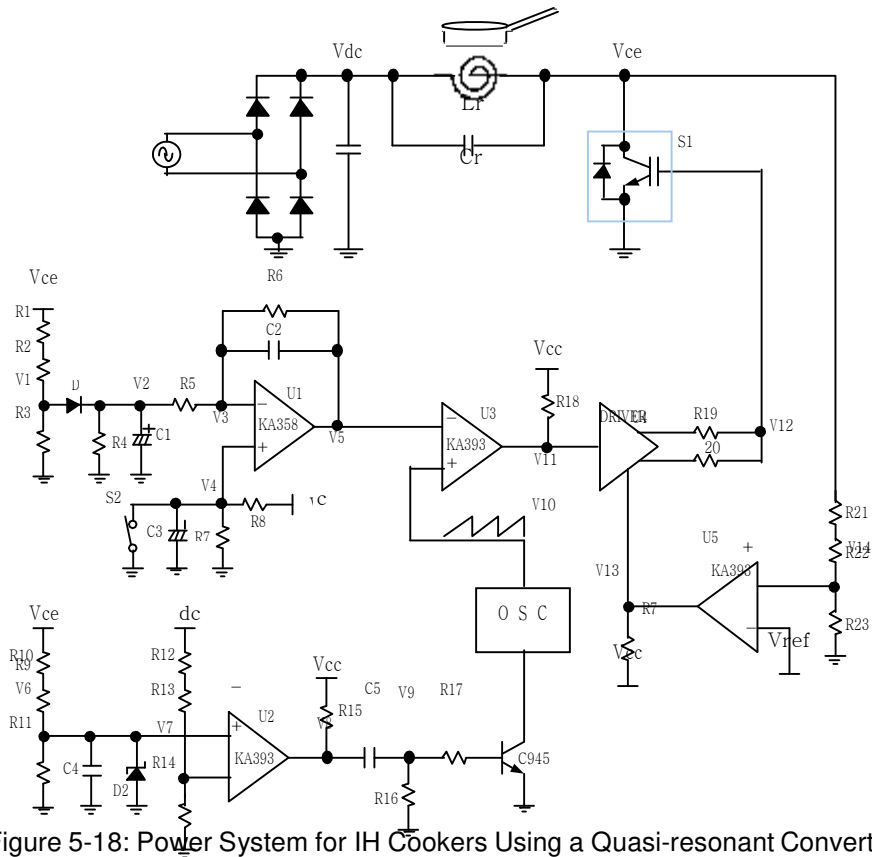 Vdc
Vce
Lr
Cr
S1
R6
Vce
R1
C2
R2
Vcc
V1
D
V2
R5
U1
R3
V3
KA358
U3
R18
DRIVER
R19
R4
C1
V5
KA393
V12
20
V11
V4
S2
R8
C3
R7
V10
R21
U5
+
V14
R22
KA393
V13
OSC
R7
R23
Vref
Vcc
Vce
dc
R10
R9
R12
Vcc
V6
R13
C5
V9
R17
R11
U2
R15
V7
KA393
C945
C4
R14
D2
R16
Figure 5-18: Power System for IH Cookers Using a Quasi-resonant Convert